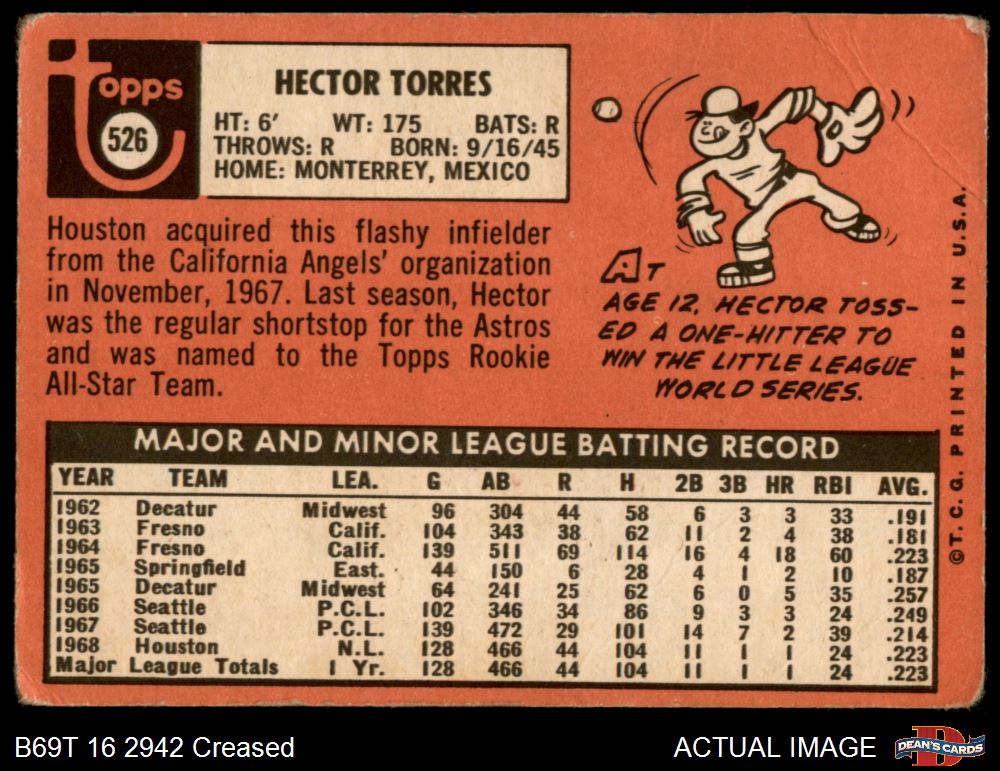 topps
526
HECTOR TORRES
HT: 6′ WT: 175 BATS: R
THROWS: R BORN: 9/16/45
HOME: MONTERREY, MEXICO
Houston acquired this flashy infielder
from the California Angels' organization
in November, 1967. Last season, Hector
was the regular shortstop for the Astros
and was named to the Topps Rookie
All-Star Team.
AT
AGE 12, HECTOR TOSS-
ED A ONE-HITTER TO
WIN THE LITTLE LEAGUE
WORLD SERIES.
©T. C. G. PRINTED IN U.S.A.
MAJOR AND MINOR LEAGUE BATTING RECORD
YEAR TEAM LEA. G AB R H 2B 3B HR RBI AVG.
1962 Decatur Midwest 96 304 44 58 6 3 3 33 .191
1963 Fresno Calif. 104 343 38 62 11 2 4 38 .181
1964 Fresno Calif. 139 511 69 114 16 4 18 60 .223
1965 Springfield East. 44 150 6 28 4 1 2 10 .187
1965 Decatur Midwest 64 241 25 62 6 0 5 35 .257
1966 Seattle P.C.L. 102 346 34 86 9 3 3 24 .249
1967 Seattle P.C.L. 139 472 29 101 14 7 2 39 .214
1968 Houston N.L. 128 466 44 104 11 1 1 24 .223
Major League Totals 1 Yr. 128 466 44 104 11 1 1 24 .223
B69T 16 2942 Creased
ACTUAL IMAGE
DEAN'S CARDS